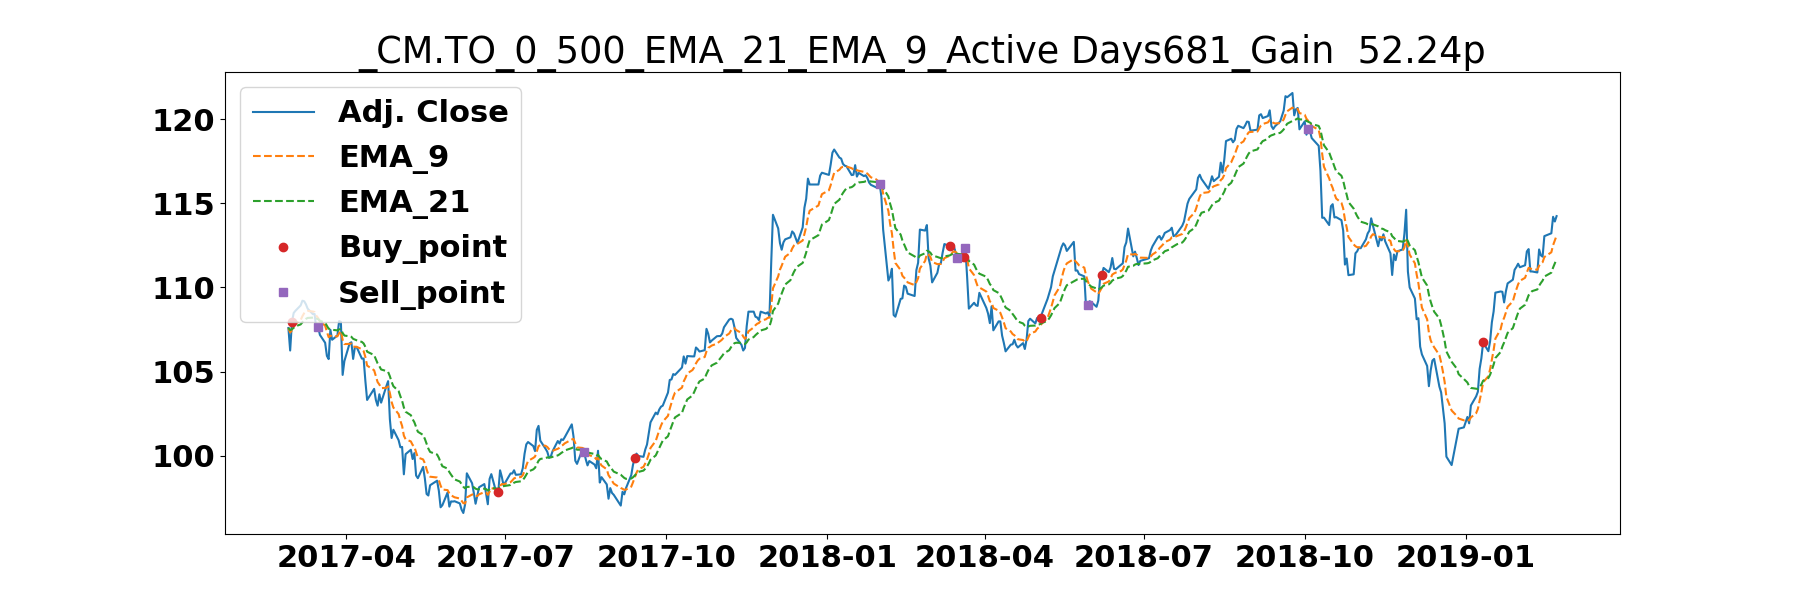 _CM.TO_0_500_EMA_21_EMA_9_Active Days681_Gain  52.24p
Adj. Close
EMA_9
EMA_21
Buy_point
Sell_point
120
115
110
105
100
2017-04 2017-07 2017-10 2018-01 2018-04 2018-07 2018-10 2019-01